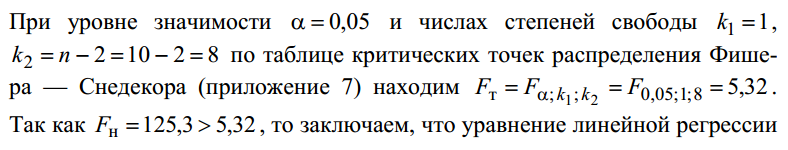 При уровне значимости α = 0,05 и числах степеней свободы k₁ = 1,
k₂ = n − 2 = 10 − 2 = 8 по таблице критических точек распределения Фише-
ра — Снедекора (приложение 7) находим Fт = Fα;k₁;k₂ = F0,05;1;8 = 5,32.
Так как Fн = 125,3 > 5,32, то заключаем, что уравнение линейной регрессии